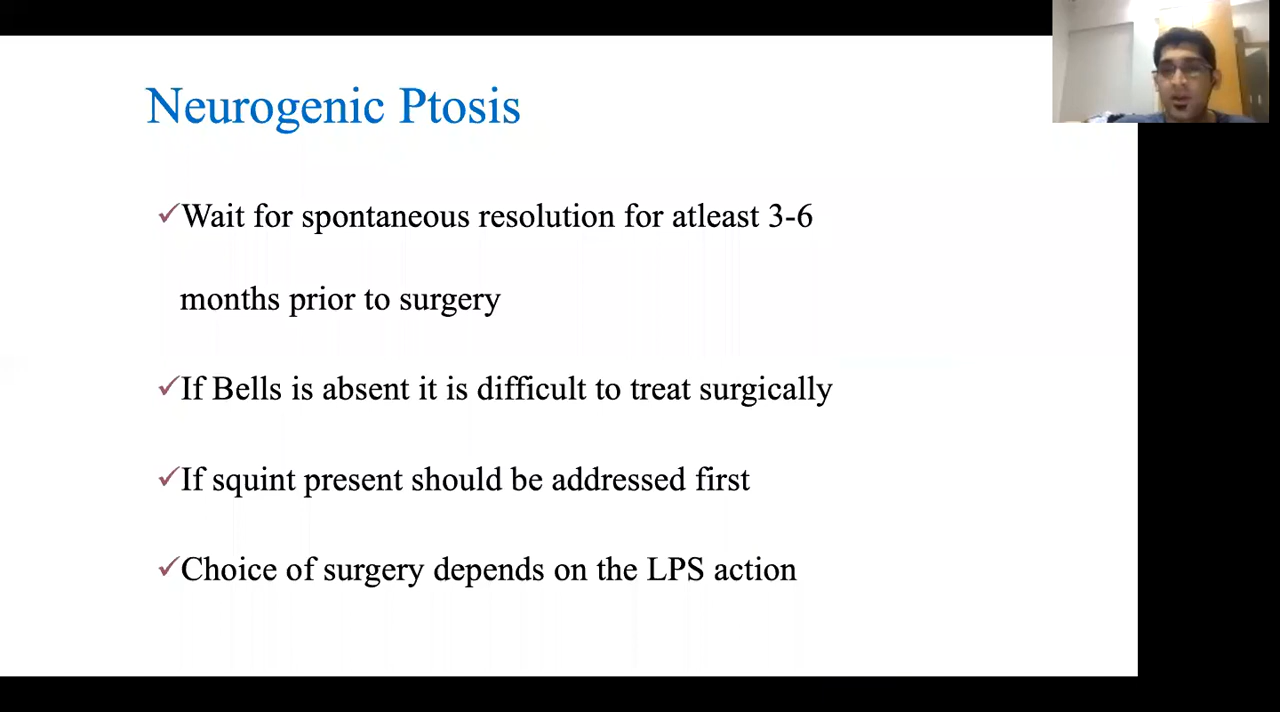 Neurogenic Ptosis
✓Wait for spontaneous resolution for atleast 3-6
months prior to surgery
✓If Bells is absent it is difficult to treat surgically
✓If squint present should be addressed first
✓Choice of surgery depends on the LPS action